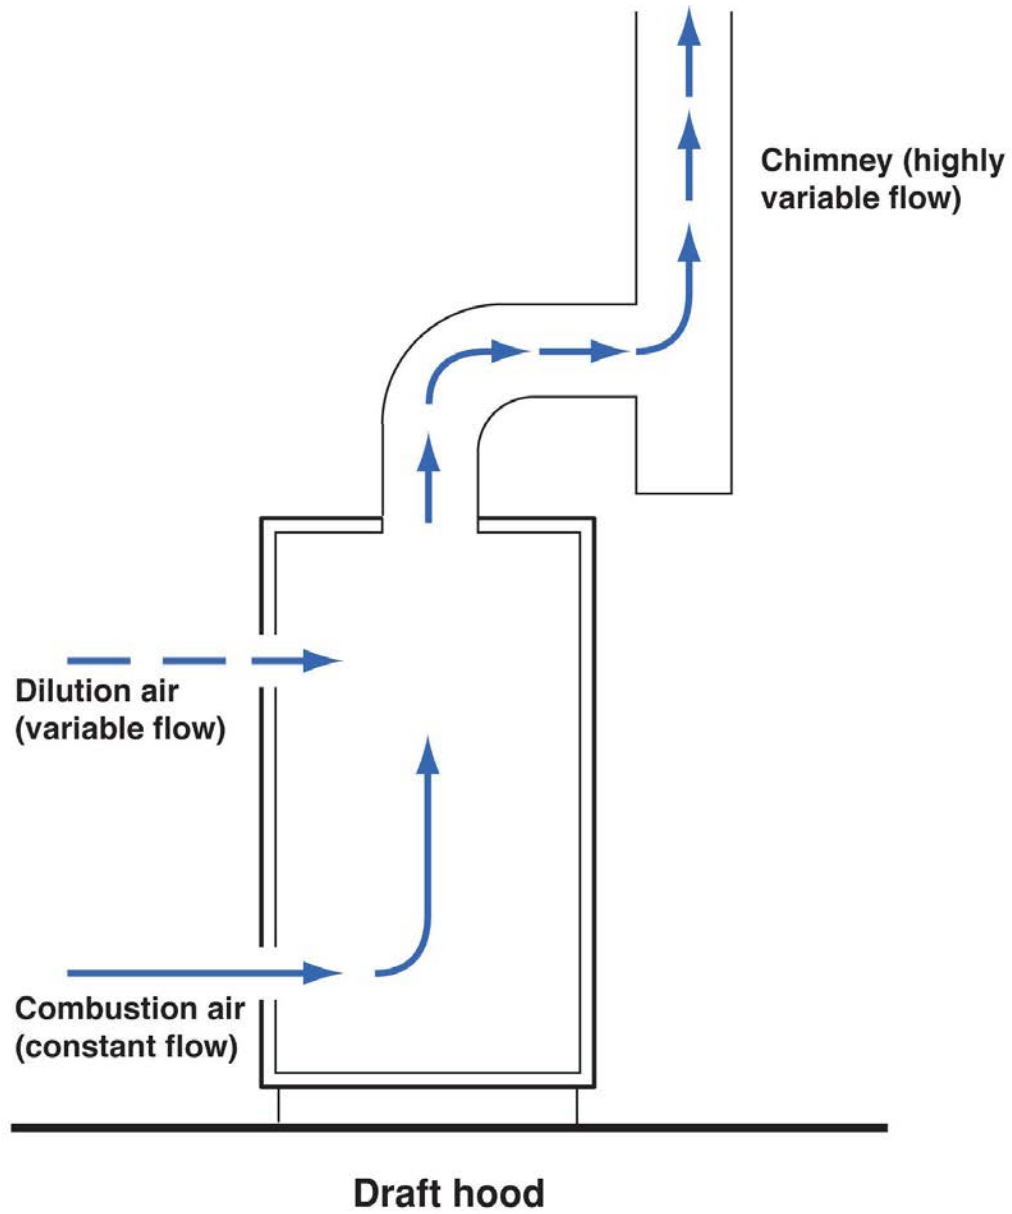 Chimney (highly
variable flow)
Dilution air
(variable flow)
Combustion air
(constant flow)
Draft hood